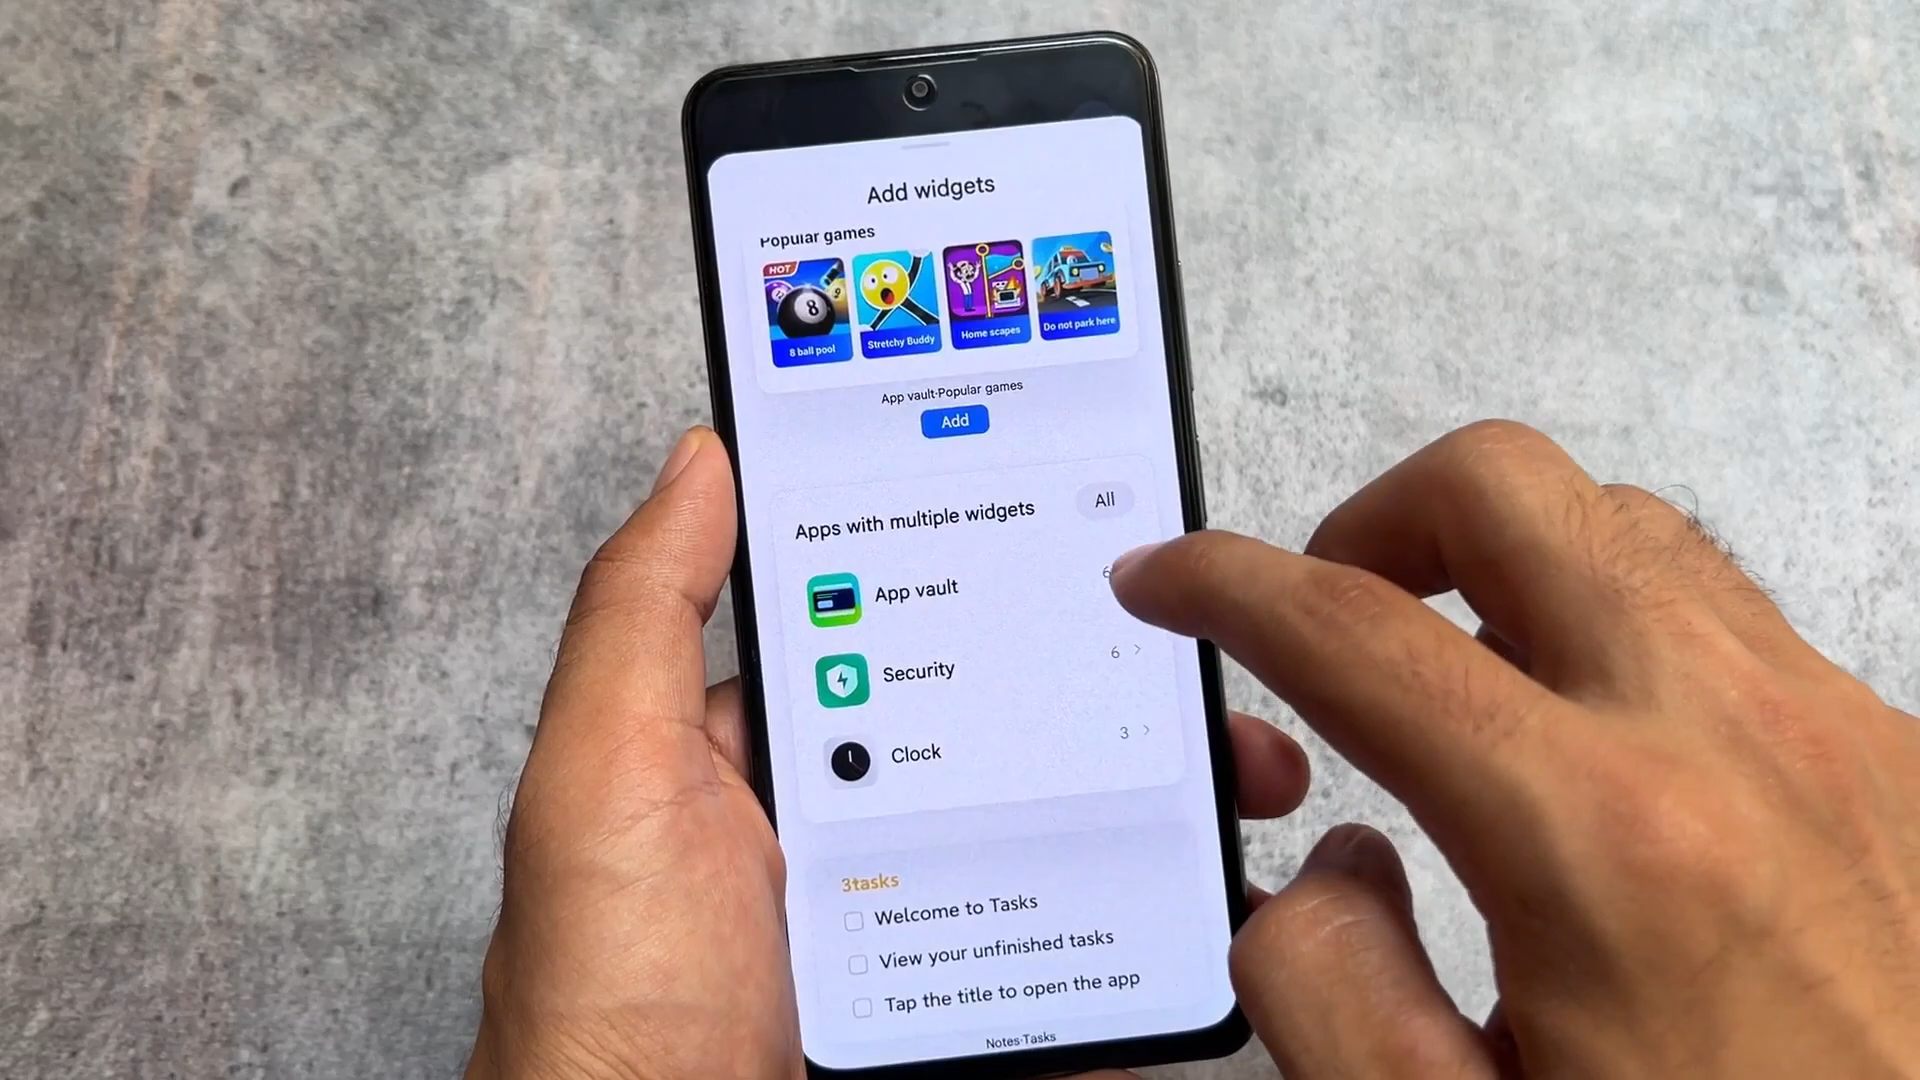 Add widgets
Popular games
HOT
8
9
8 ball pool
Stretchy Buddy
Home scapes
Do not park here
App vault·Popular games
Add
Apps with multiple widgets
All
App vault
6
Security
6
Clock
3
3tasks
Welcome to Tasks
View your unfinished tasks
Tap the title to open the app
Notes·Tasks